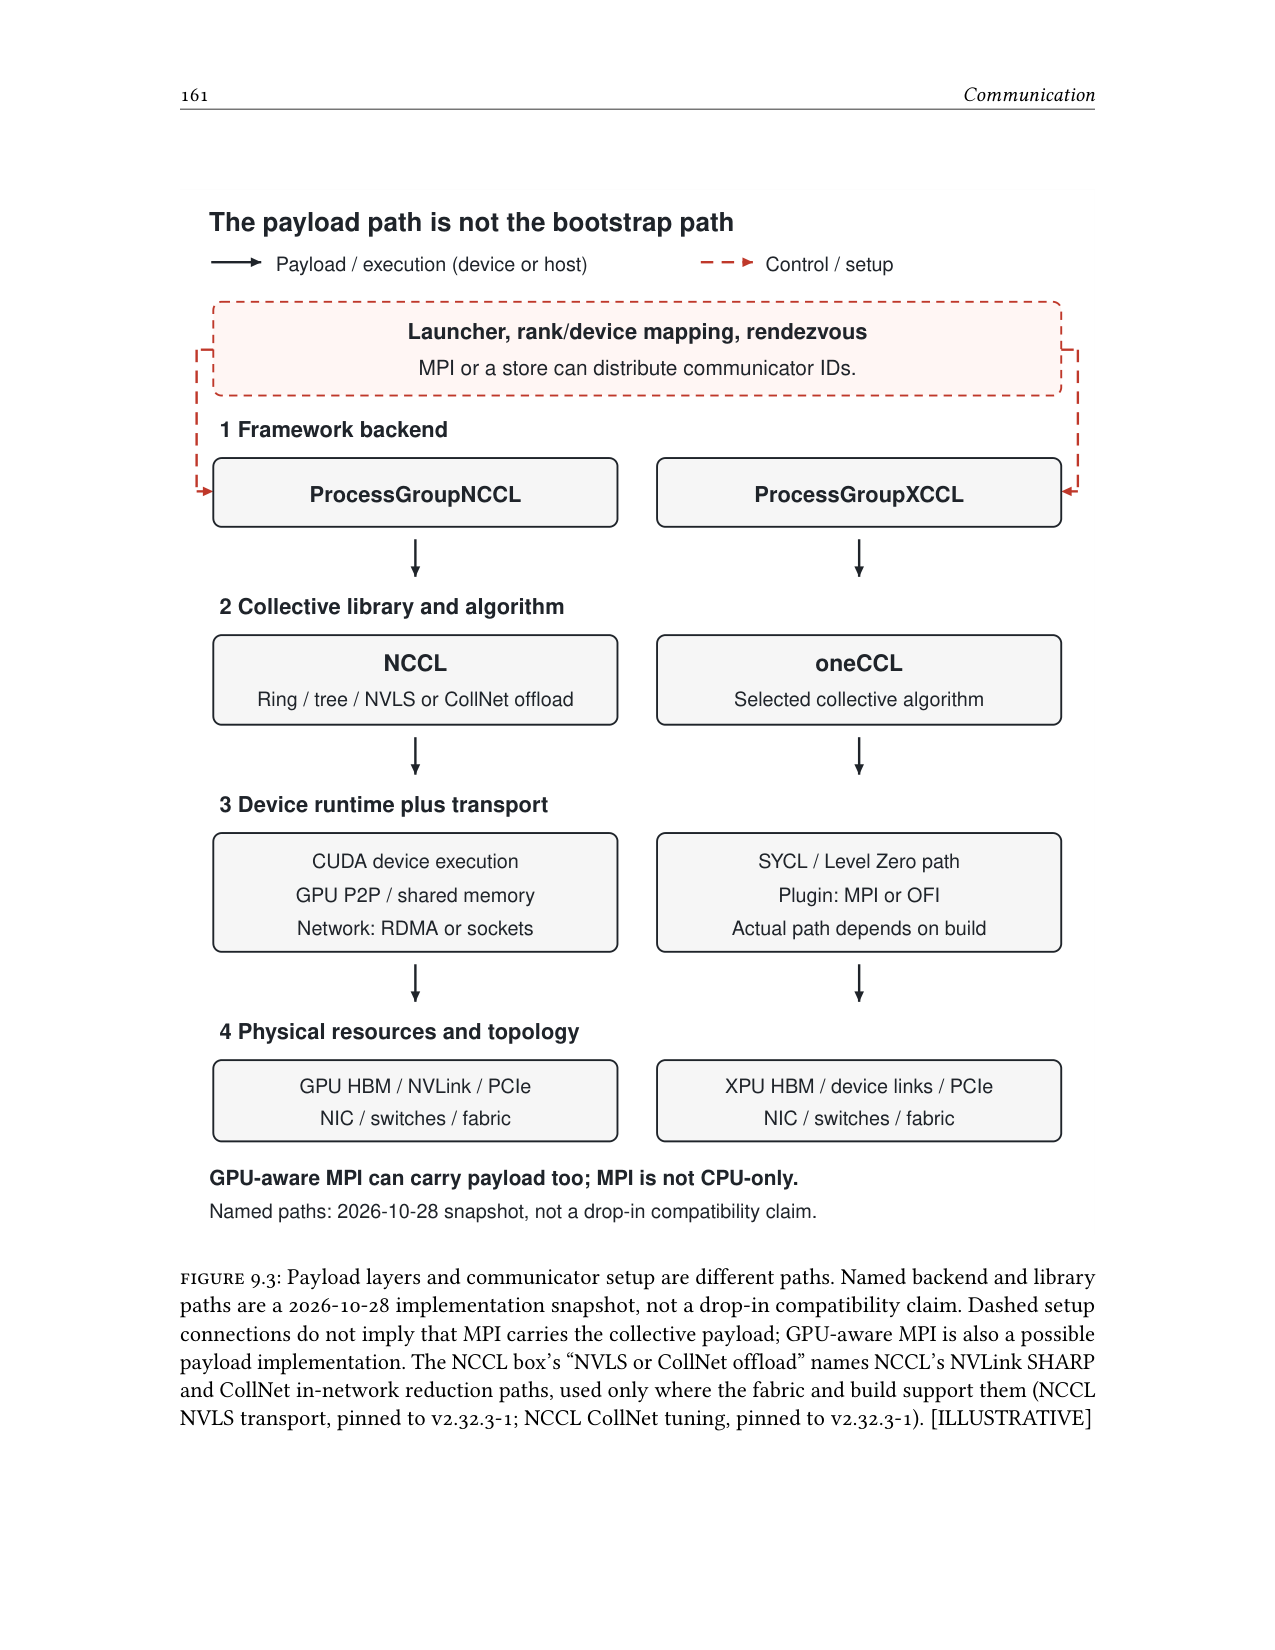 161 Communication
The payload path is not the bootstrap path
Payload / execution (device or host) Control / setup
Launcher, rank/device mapping, rendezvous
MPI or a store can distribute communicator IDs.
1 Framework backend
ProcessGroupNCCL ProcessGroupXCCL
2 Collective library and algorithm
NCCL oneCCL
Ring / tree / NVLS or CollNet offload Selected collective algorithm
3 Device runtime plus transport
CUDA device execution SYCL / Level Zero path
GPU P2P / shared memory Plugin: MPI or OFI
Network: RDMA or sockets Actual path depends on build
4 Physical resources and topology
GPU HBM / NVLink / PCIe XPU HBM / device links / PCIe
NIC / switches / fabric NIC / switches / fabric
GPU-aware MPI can carry payload too; MPI is not CPU-only.
Named paths: 2026-10-28 snapshot, not a drop-in compatibility claim.
FIGURE 9.3: Payload layers and communicator setup are different paths. Named backend and library
paths are a 2026-10-28 implementation snapshot, not a drop-in compatibility claim. Dashed setup
connections do not imply that MPI carries the collective payload; GPU-aware MPI is also a possible
payload implementation. The NCCL box’s “NVLS or CollNet offload” names NCCL’s NVLink SHARP
and CollNet in-network reduction paths, used only where the fabric and build support them (NCCL
NVLS transport, pinned to v2.32.3-1; NCCL CollNet tuning, pinned to v2.32.3-1). [ILLUSTRATIVE]